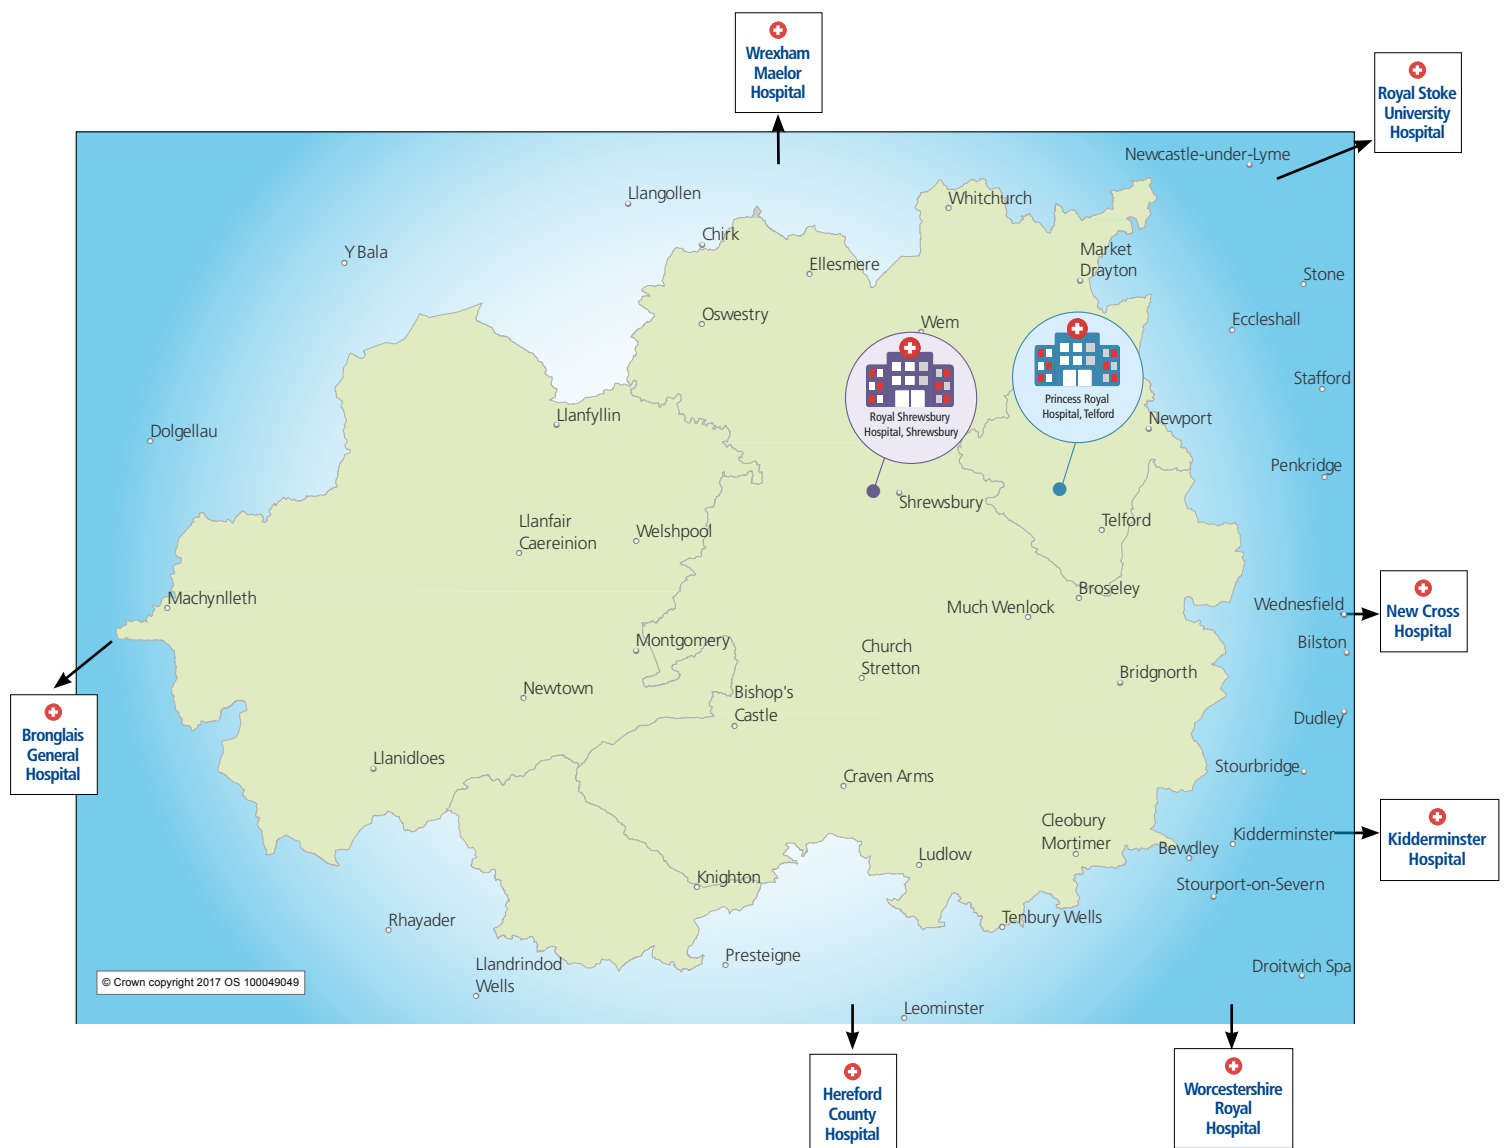 Wrexham
Maelor
Hospital
Royal Stoke
University
Hospital
Newcastle-under-Lyme
Llangollen
Whitchurch
Chirk
Y Bala
Ellesmere
Market
Drayton
Stone
Oswestry
Wem
Eccleshall
Stafford
Royal Shrewsbury
Hospital, Shrewsbury
Princess Royal
Hospital, Telford
Llanfyllin
Newport
Dolgellau
Penkridge
Shrewsbury
Llanfair
Caereinion
Welshpool
Telford
Machynlleth
Broseley
Much Wenlock
Wednesfield
New Cross
Hospital
Montgomery
Church
Stretton
Bilston
Newtown
Bishop's
Castle
Bridgnorth
Dudley
Bronglais
General
Hospital
Llanidloes
Craven Arms
Stourbridge
Cleobury
Mortimer
Kidderminster
Kidderminster
Hospital
Bewdley
Ludlow
Knighton
Stourport-on-Severn
Rhayader
Tenbury Wells
Presteigne
Llandrindod
Wells
Droitwich Spa
© Crown copyright 2017 OS 100049049
Leominster
Hereford
County
Hospital
Worcestershire
Royal
Hospital